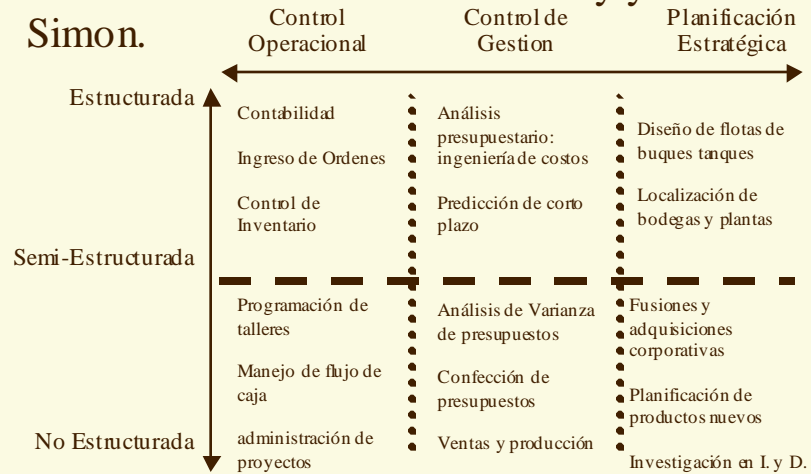 y y
Simon.
Control
Operacional
Control de
Gestion
Planificación
Estratégica
Estructurada
Semi-Estructurada
No Estructurada
Contabilidad
Ingreso de Ordenes
Control de
Inventario
Análisis
presupuestario:
ingeniería de costos
Predicción de corto
plazo
Diseño de flotas de
buques tanques
Localización de
bodegas y plantas
Programación de
talleres
Manejo de flujo de
caja
administración de
proyectos
Análisis de Varianza
de presupuestos
Confección de
presupuestos
Ventas y producción
Fusiones y
adquisiciones
corporativas
Planificación de
productos nuevos
Investigación en I. y D.